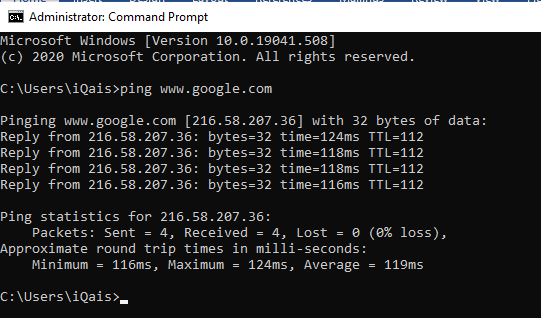 Administrator: Command Prompt
Microsoft Windows [Version 10.0.19041.508]
(c) 2020 Microsoft Corporation. All rights reserved.
C:\Users\iQais>ping www.google.com
Pinging www.google.com [216.58.207.36] with 32 bytes of data:
Reply from 216.58.207.36: bytes=32 time=124ms TTL=112
Reply from 216.58.207.36: bytes=32 time=118ms TTL=112
Reply from 216.58.207.36: bytes=32 time=118ms TTL=112
Reply from 216.58.207.36: bytes=32 time=116ms TTL=112
Ping statistics for 216.58.207.36:
    Packets: Sent = 4, Received = 4, Lost = 0 (0% loss),
Approximate round trip times in milli-seconds:
    Minimum = 116ms, Maximum = 124ms, Average = 119ms
C:\Users\iQais>